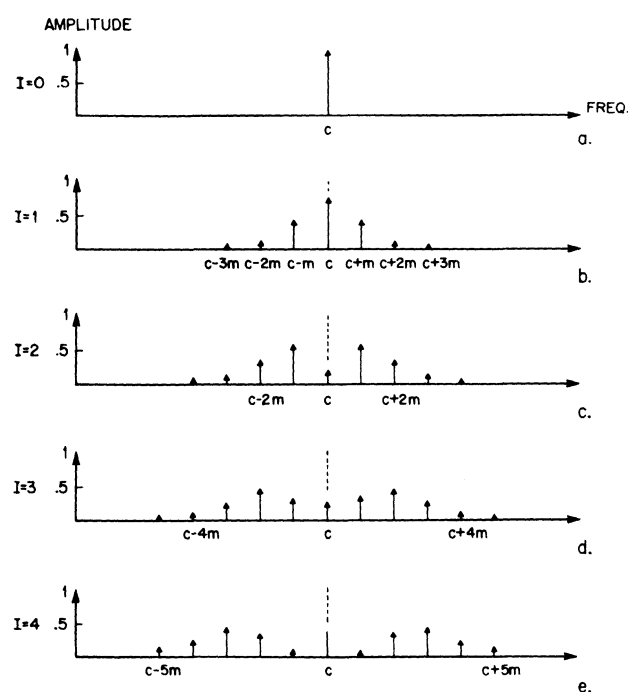 AMPLITUDE
1
I=0 .5
FREQ.
c
a.
1
I=1 .5
c-3m c-2m c-m c c+m c+2m c+3m
b.
1
I=2 .5
c-2m c c+2m
c.
1
I=3 .5
c-4m c c+4m
d.
1
I=4 .5
c-5m c c+5m
e.